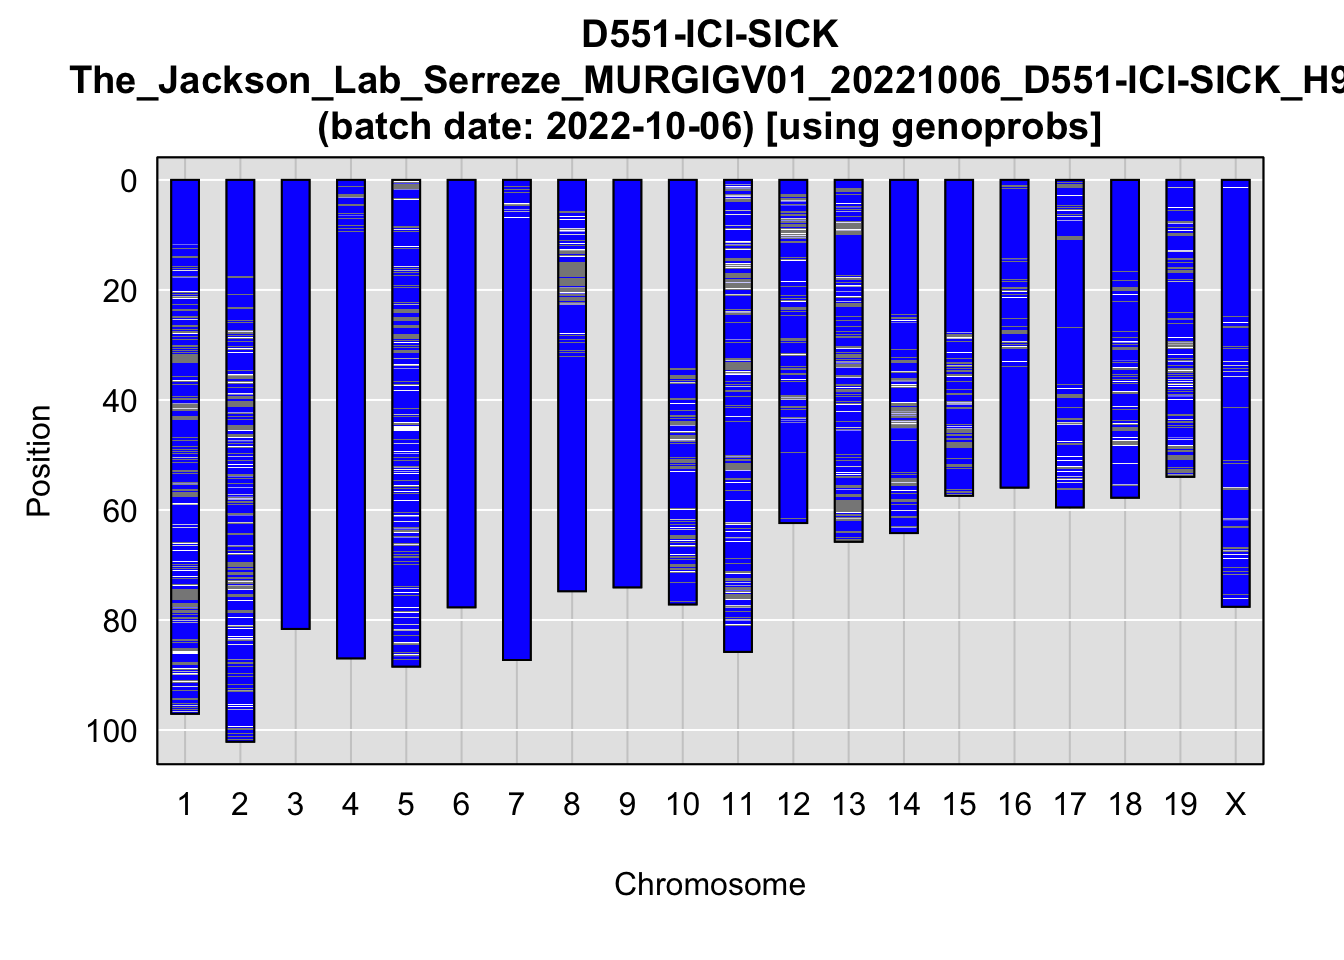 D551-ICI-SICK
The_Jackson_Lab_Serreze_MURGIGV01_20221006_D551-ICI-SICK_H9
(batch date: 2022-10-06) [using genoprobs]
0
20
40
60
80
100
Position
1 2 3 4 5 6 7 8 9 10 11 12 13 14 15 16 17 18 19 X
Chromosome